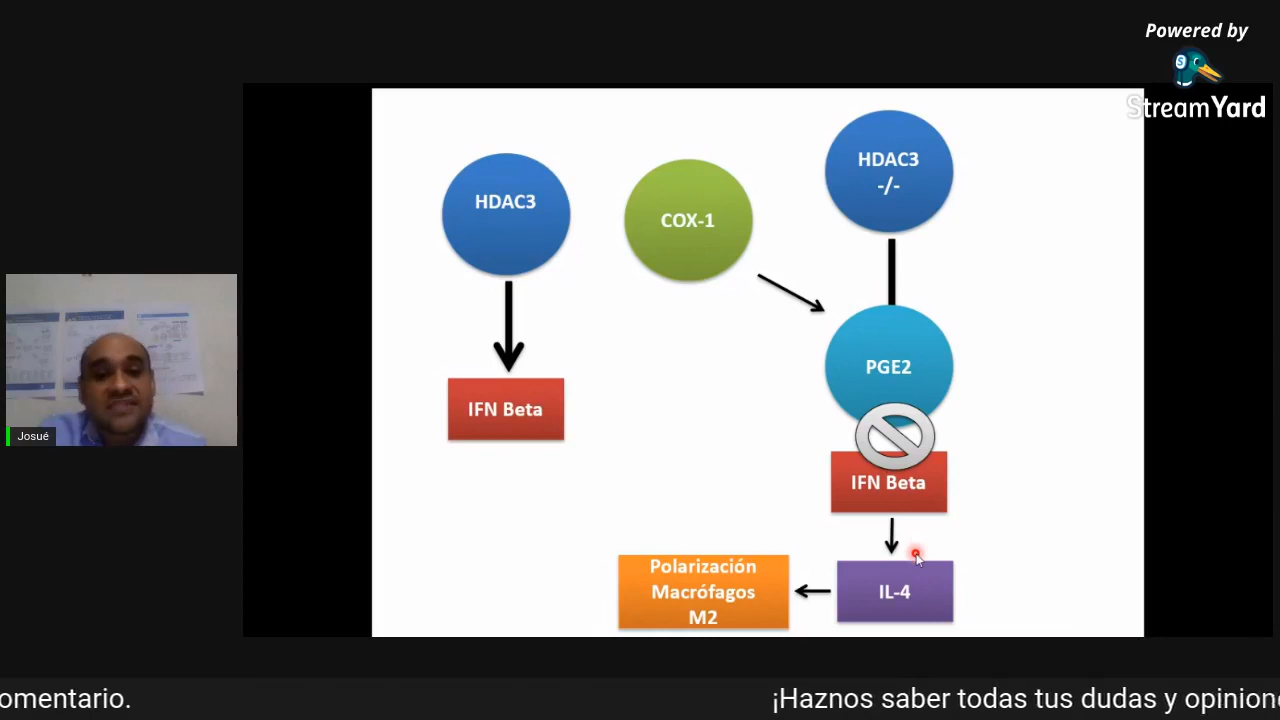 Powered by
StreamYard
HDAC3
COX-1
HDAC3
-/-
PGE2
IFN Beta
IFN Beta
IL-4
Polarización
Macrófagos
M2
Josué
omentario.
¡Haznos saber todas tus dudas y opinion